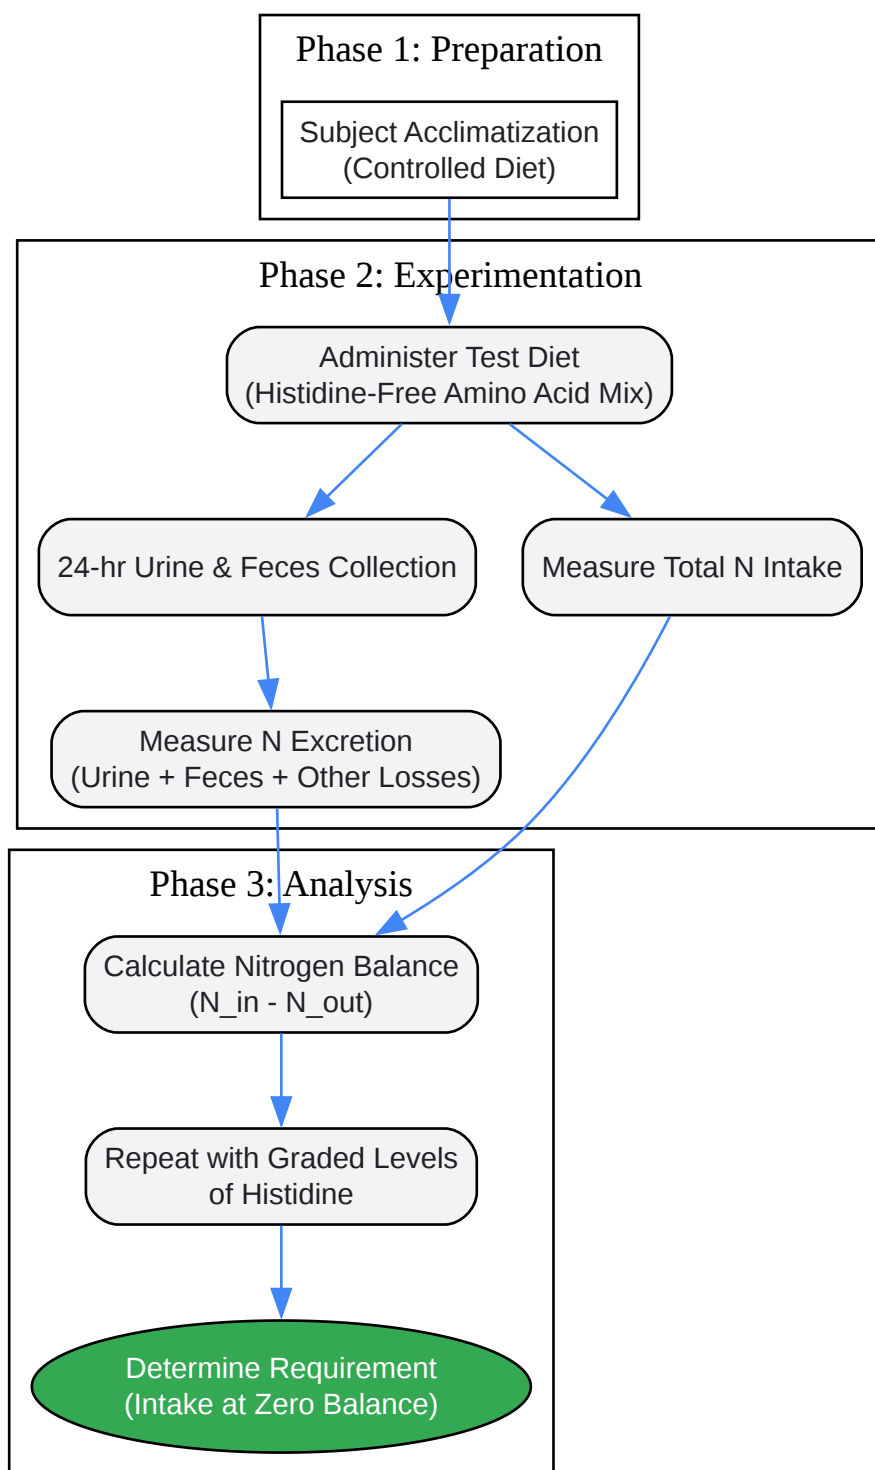 Phase 1: Preparation
Subject Acclimatization
(Controlled Diet)
Phase 2: Experimentation
Administer Test Diet
(Histidine-Free Amino Acid Mix)
24-hr Urine & Feces Collection
Measure Total N Intake
Measure N Excretion
(Urine + Feces + Other Losses)
Phase 3: Analysis
Calculate Nitrogen Balance
(N_in - N_out)
Repeat with Graded Levels
of Histidine
Determine Requirement
(Intake at Zero Balance)